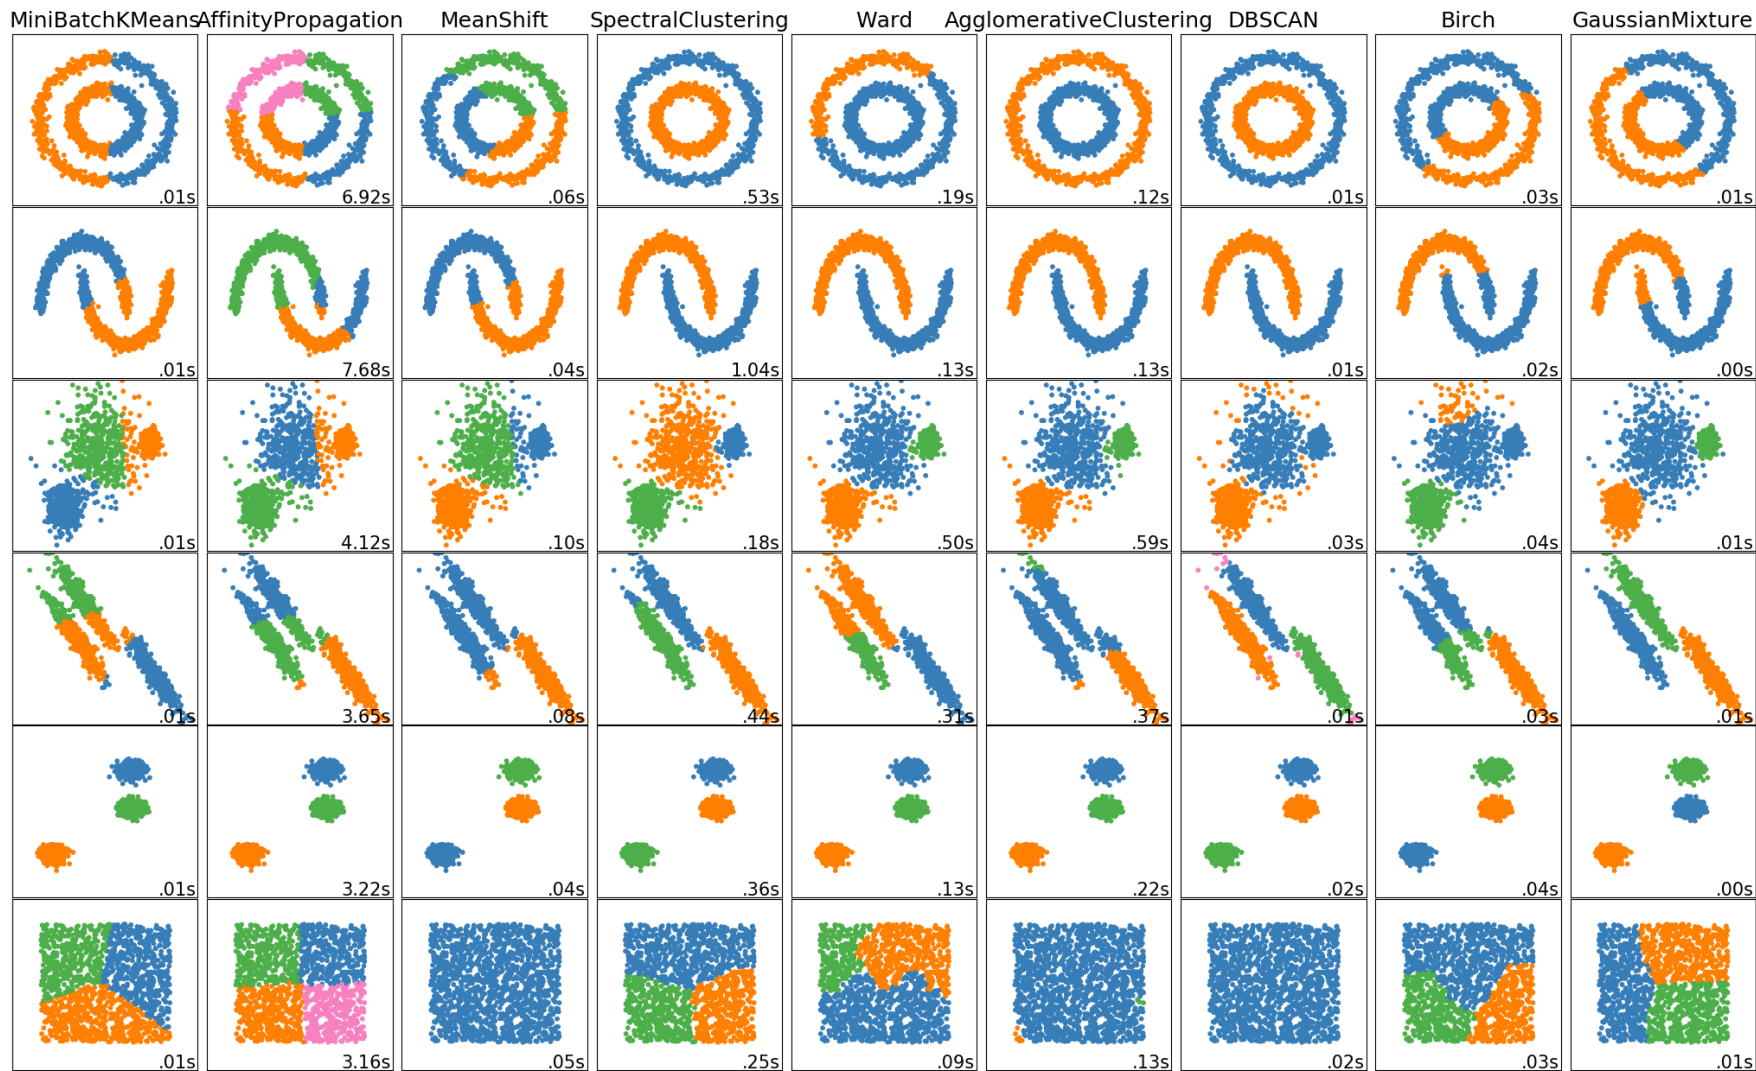 MiniBatchKMeans AffinityPropagation MeanShift SpectralClustering Ward AgglomerativeClustering DBSCAN Birch GaussianMixture
.01s 6.92s .06s .53s .19s .12s .01s .03s .01s
.01s 7.68s .04s 1.04s .13s .13s .01s .02s .00s
.01s 4.12s .10s .18s .50s .59s .03s .04s .01s
.01s 3.65s .08s .44s .31s .37s .01s .03s .01s
.01s 3.22s .04s .36s .13s .22s .02s .04s .00s
.01s 3.16s .05s .25s .09s .13s .02s .03s .01s